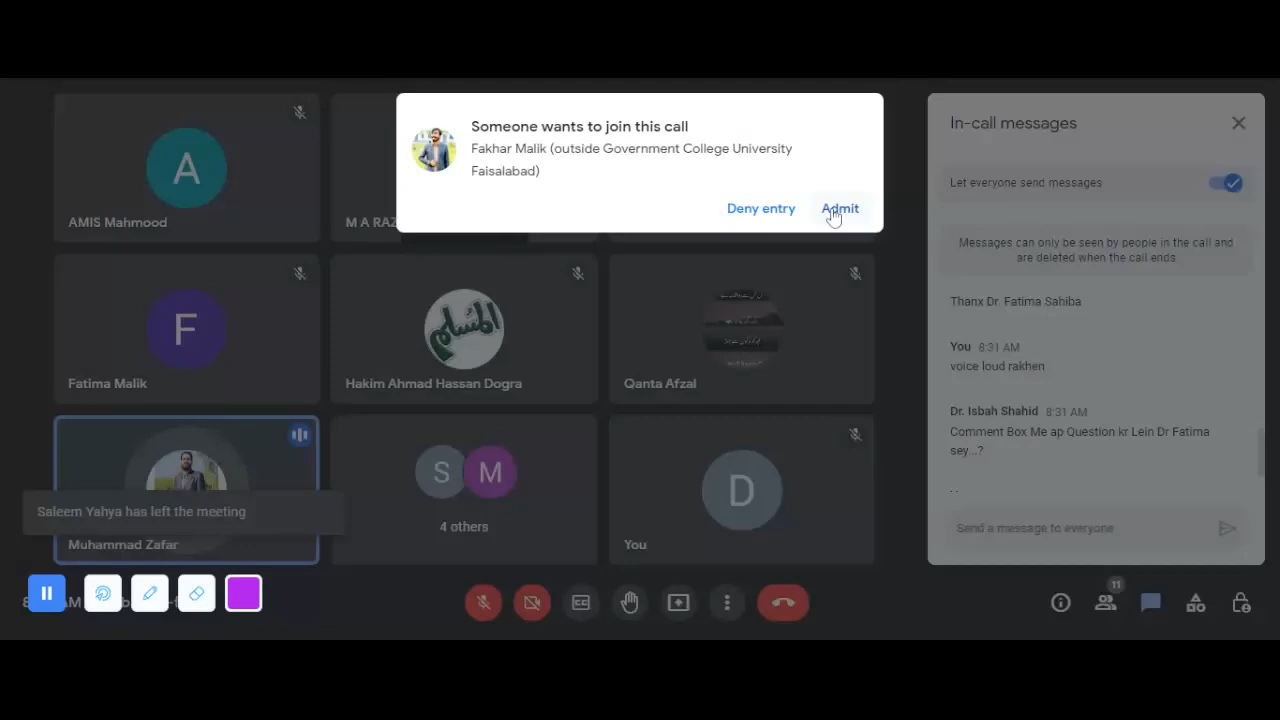 Someone wants to join this call
Fakhar Malik (outside Government College University
Faisalabad)
Deny entry
Admit
A
AMIS Mahmood
M A RAZ
F
Fatima Malik
المسلم
Hakim Ahmad Hassan Dogra
Qanta Afzal
Saleem Yahya has left the meeting
Muhammad Zafar
S
M
4 others
D
You
In-call messages
Let everyone send messages
Messages can only be seen by people in the call and
are deleted when the call ends
Thanx Dr. Fatima Sahiba
You 8:31 AM
voice loud rakhen
Dr. Isbah Shahid 8:31 AM
Comment Box Me ap Question kr Lein Dr Fatima
sey...?
. .
Send a message to everyone
11